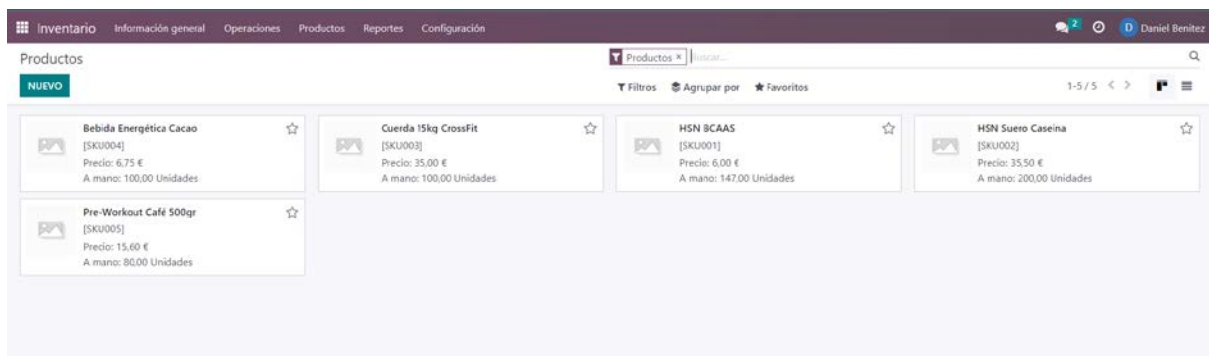 Inventario Información general Operaciones Productos Reportes Configuración 2 D Daniel Benitez
Productos
Productos × Buscar...
NUEVO
Filtros Agrupar por Favoritos 1-5 / 5
Bebida Energética Cacao
[SKU004]
Precio: 6,75 €
A mano: 100,00 Unidades
Cuerda 15kg CrossFit
[SKU003]
Precio: 35,00 €
A mano: 100,00 Unidades
HSN BCAAS
[SKU001]
Precio: 6,00 €
A mano: 147,00 Unidades
HSN Suero Caseina
[SKU002]
Precio: 35,50 €
A mano: 200,00 Unidades
Pre-Workout Café 500gr
[SKU005]
Precio: 15,60 €
A mano: 80,00 Unidades